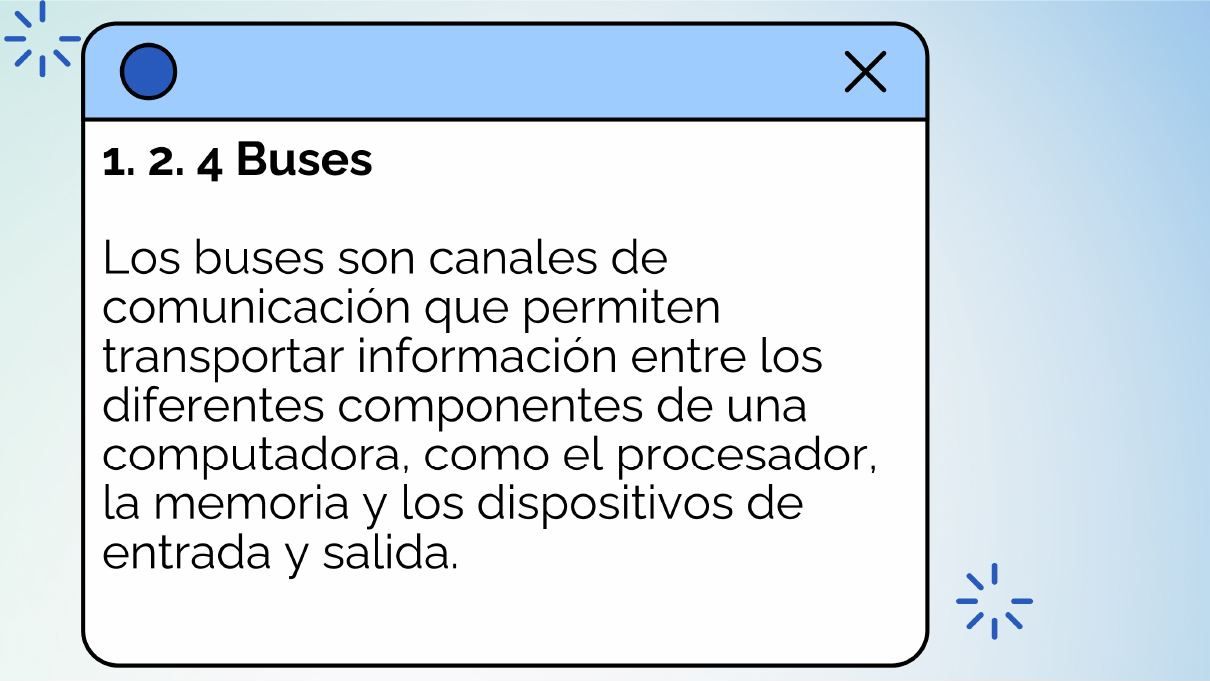 1. 2. 4 Buses
Los buses son canales de
comunicación que permiten
transportar información entre los
diferentes componentes de una
computadora, como el procesador,
la memoria y los dispositivos de
entrada y salida.